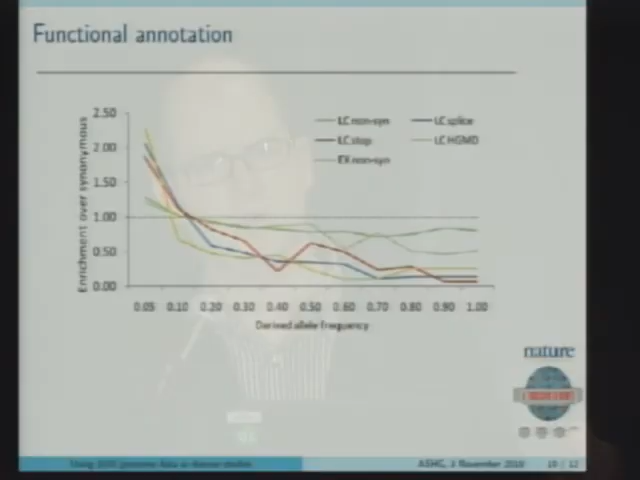 Functional annotation
Enrichment over synonymous
2.50
2.00
1.50
1.00
0.50
0.00
LC non-syn
LC splice
LC stop
LC HGMD
EX non-syn
0.05 0.10 0.20 0.30 0.40 0.50 0.60 0.70 0.80 0.90 1.00
Derived allele frequency
nature
ASHG, 3 November 2010
10 / 12